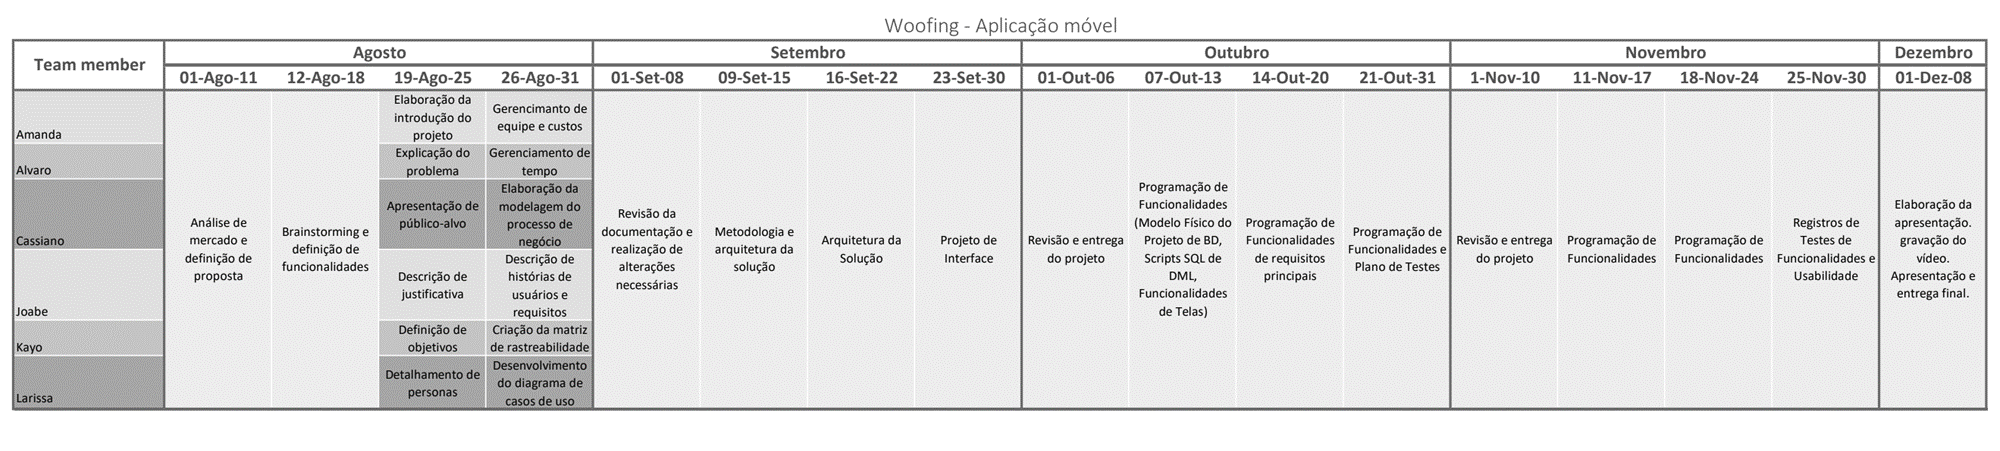 Woofing - Aplicação móvel
Team member
Agosto
Setembro
Outubro
Novembro
Dezembro
01-Ago-11
12-Ago-18
19-Ago-25
26-Ago-31
01-Set-08
09-Set-15
16-Set-22
23-Set-30
01-Out-06
07-Out-13
14-Out-20
21-Out-31
1-Nov-10
11-Nov-17
18-Nov-24
25-Nov-30
01-Dez-08
Amanda
Alvaro
Cassiano
Joabe
Kayo
Larissa
Análise de
mercado e
definição de
proposta
Brainstorming e
definição de
funcionalidades
Elaboração da
introdução do
projeto
Explicação do
problema
Apresentação de
público-alvo
Descrição de
justificativa
Definição de
objetivos
Detalhamento de
personas
Gerencimanto de
equipe e custos
Gerenciamento de
tempo
Elaboração da
modelagem do
processo de
negócio
Descrição de
histórias de
usuários e
requisitos
Criação da matriz
de rastreabilidade
Desenvolvimento
do diagrama de
casos de uso
Revisão da
documentação e
realização de
alterações
necessárias
Metodologia e
arquitetura da
solução
Arquitetura da
Solução
Projeto de
Interface
Revisão e entrega
do projeto
Programação de
Funcionalidades
(Modelo Físico do
Projeto de BD,
Scripts SQL de
DML,
Funcionalidades
de Telas)
Programação de
Funcionalidades
de requisitos
principais
Programação de
Funcionalidades e
Plano de Testes
Revisão e entrega
do projeto
Programação de
Funcionalidades
Programação de
Funcionalidades
Registros de
Testes de
Funcionalidades e
Usabilidade
Elaboração da
apresentação.
gravação do
vídeo.
Apresentação e
entrega final.